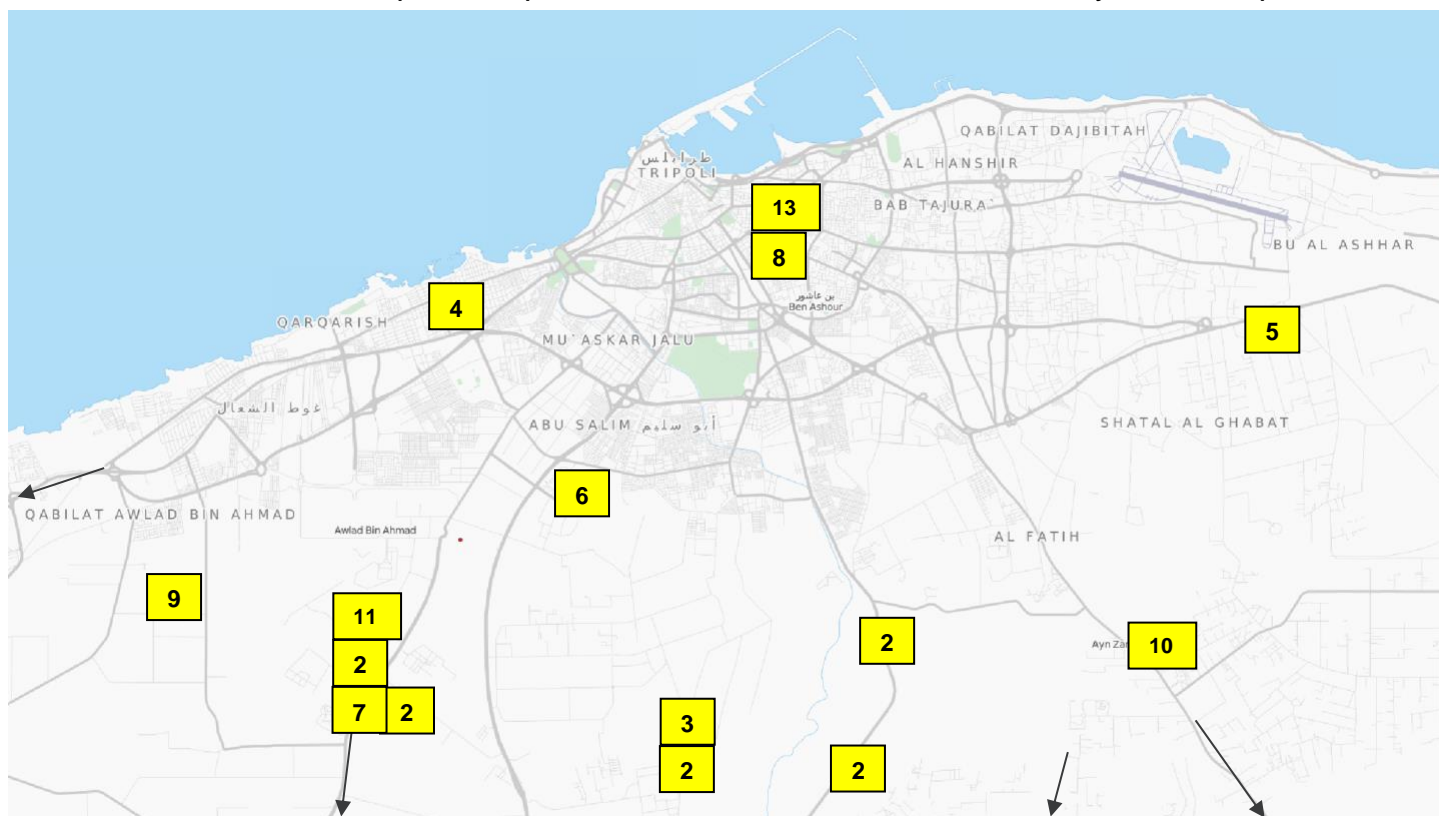 QABILAT DAJIBITAH
AL HANSHIR
طرابلس
TRIPOLI
13
BAB TAJURA`
BU AL ASHHAR
8
بن عاشور
Ben Ashour
4
QARQARISH
5
MU`ASKAR JALU
غوط الشعال
ABU SALIM أبو سليم
SHATAL AL GHABAT
6
QABILAT AWLAD BIN AHMAD
Awlad Bin Ahmad
AL FATIH
9
11
2
10
Ayn
2
7
2
3
2
2